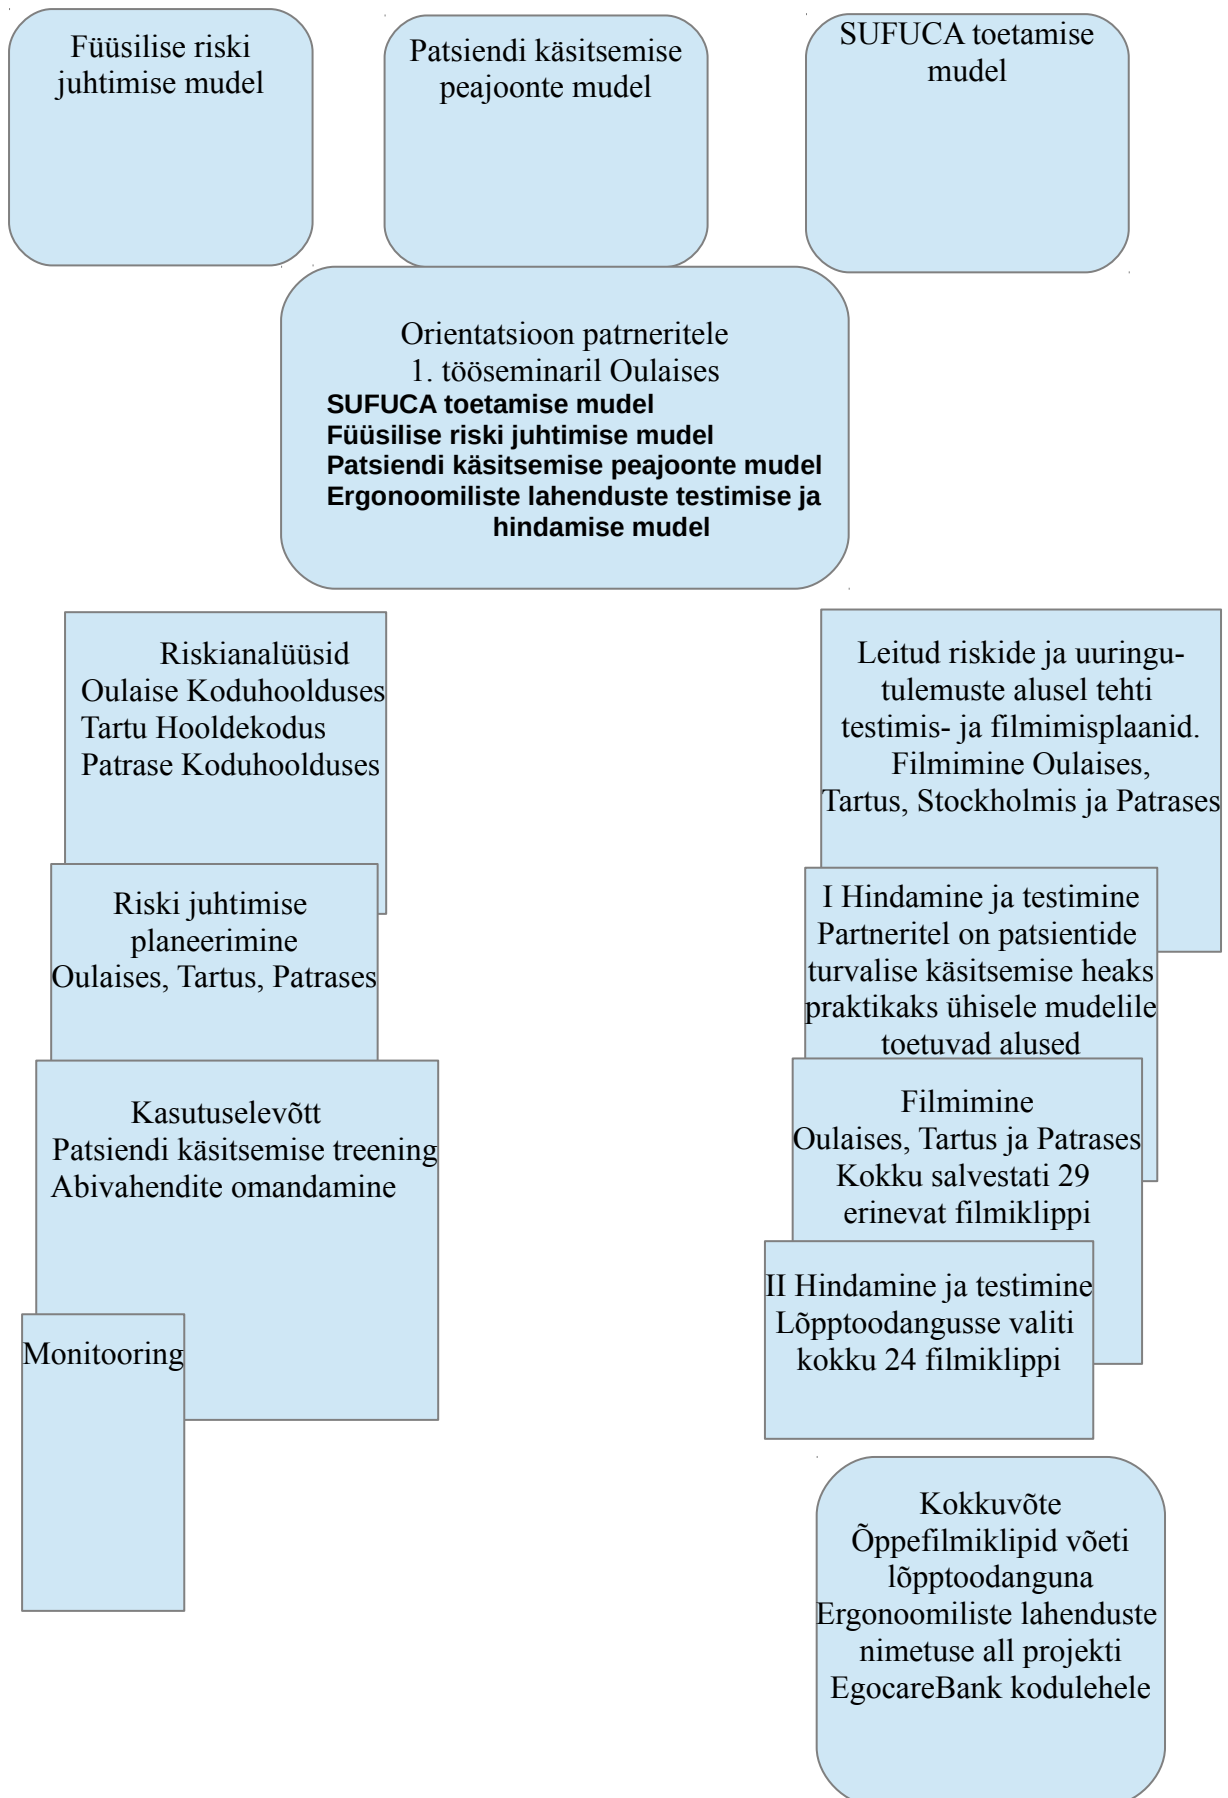 Füüsilise riski
juhtimise mudel
Patsiendi käsitsemise
peajoonte mudel
SUFUCA toetamise
mudel
Orientatsioon patrneritele
1. tööseminaril Oulaises
SUFUCA toetamise mudel
Füüsilise riski juhtimise mudel
Patsiendi käsitsemise peajoonte mudel
Ergonoomiliste lahenduste testimise ja
hindamise mudel
Riskianalüüsid
Oulaise Koduhoolduses
Tartu Hooldekodus
Patrase Koduhoolduses
Riski juhtimise
planeerimine
Oulaises, Tartus, Patrases
Kasutuselevõtt
Patsiendi käsitsemise treening
Abivahendite omandamine
Monitooring
Leitud riskide ja uuringu-
tulemuste alusel tehti
testimis- ja filmimisplaanid.
Filmimine Oulaises,
Tartus, Stockholmis ja Patrases
I Hindamine ja testimine
Partneritel on patsientide
turvalise käsitsemise heaks
praktikaks ühisele mudelile
toetuvad alused
Filmimine
Oulaises, Tartus ja Patrases
Kokku salvestati 29
erinevat filmiklippi
II Hindamine ja testimine
Lõpptoodangusse valiti
kokku 24 filmiklippi
Kokkuvõte
Õppefilmiklipid võeti
lõpptoodanguna
Ergonoomiliste lahenduste
nimetuse all projekti
EgocareBank kodulehele